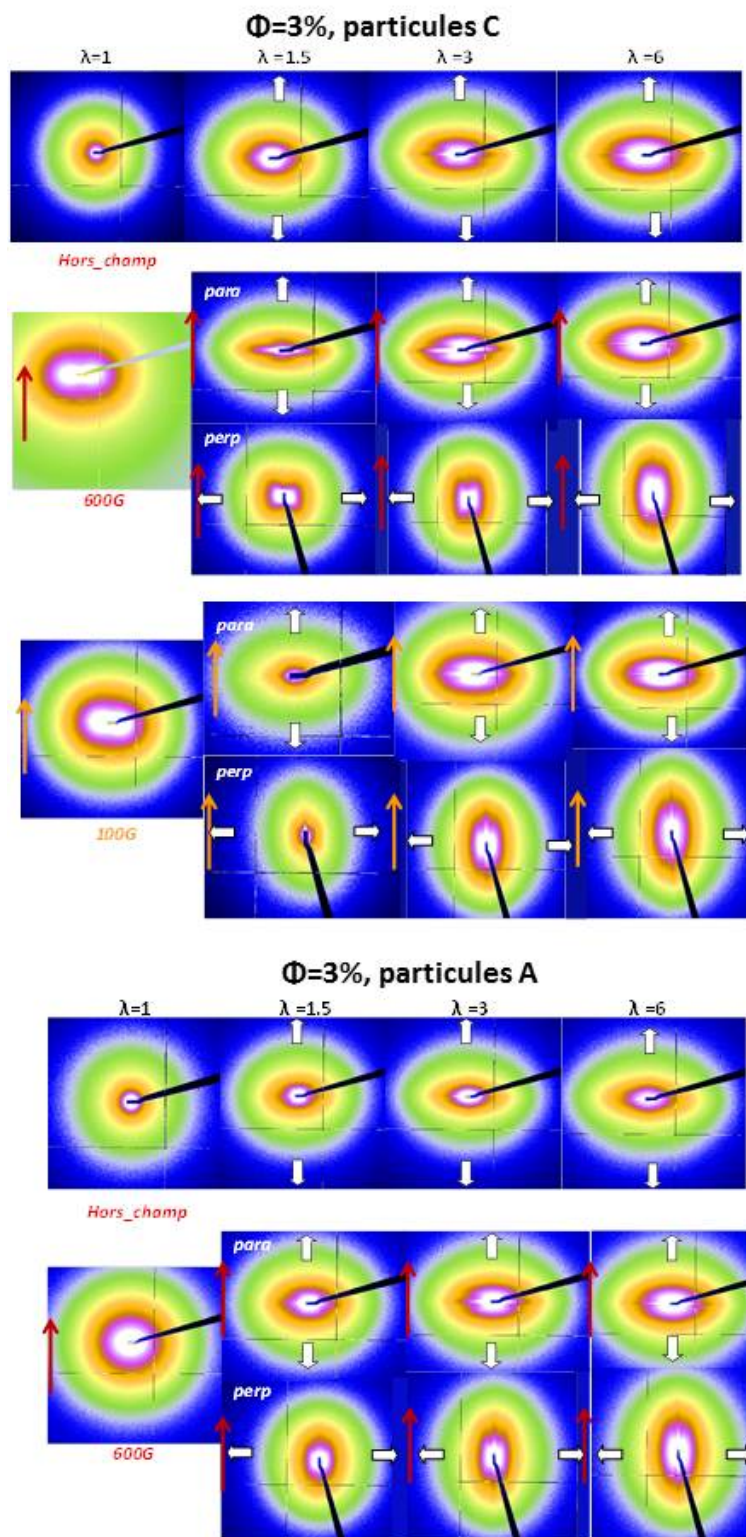 Φ=3%, particules C
λ=1 λ =1.5 λ =3 λ =6
Hors_champ
para
perp
600G
para
perp
100G
Φ=3%, particules A
λ=1 λ =1.5 λ =3 λ =6
Hors_champ
para
perp
600G